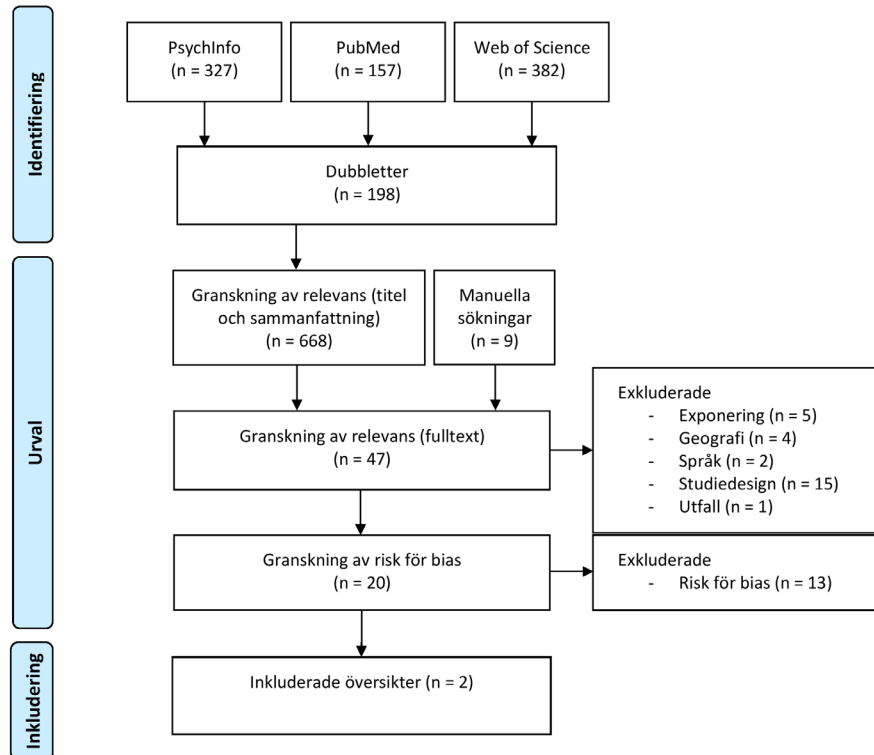 Identifiering
PsychInfo
(n = 327)
PubMed
(n = 157)
Web of Science
(n = 382)
Dubbletter
(n = 198)
Urval
Granskning av relevans (titel
och sammanfattning)
(n = 668)
Manuella
sökningar
(n = 9)
Granskning av relevans (fulltext)
(n = 47)
Exkluderade
- Exponering (n = 5)
- Geografi (n = 4)
- Språk (n = 2)
- Studiedesign (n = 15)
- Utfall (n = 1)
Granskning av risk för bias
(n = 20)
Exkluderade
- Risk för bias (n = 13)
Inkludering
Inkluderade översikter (n = 2)